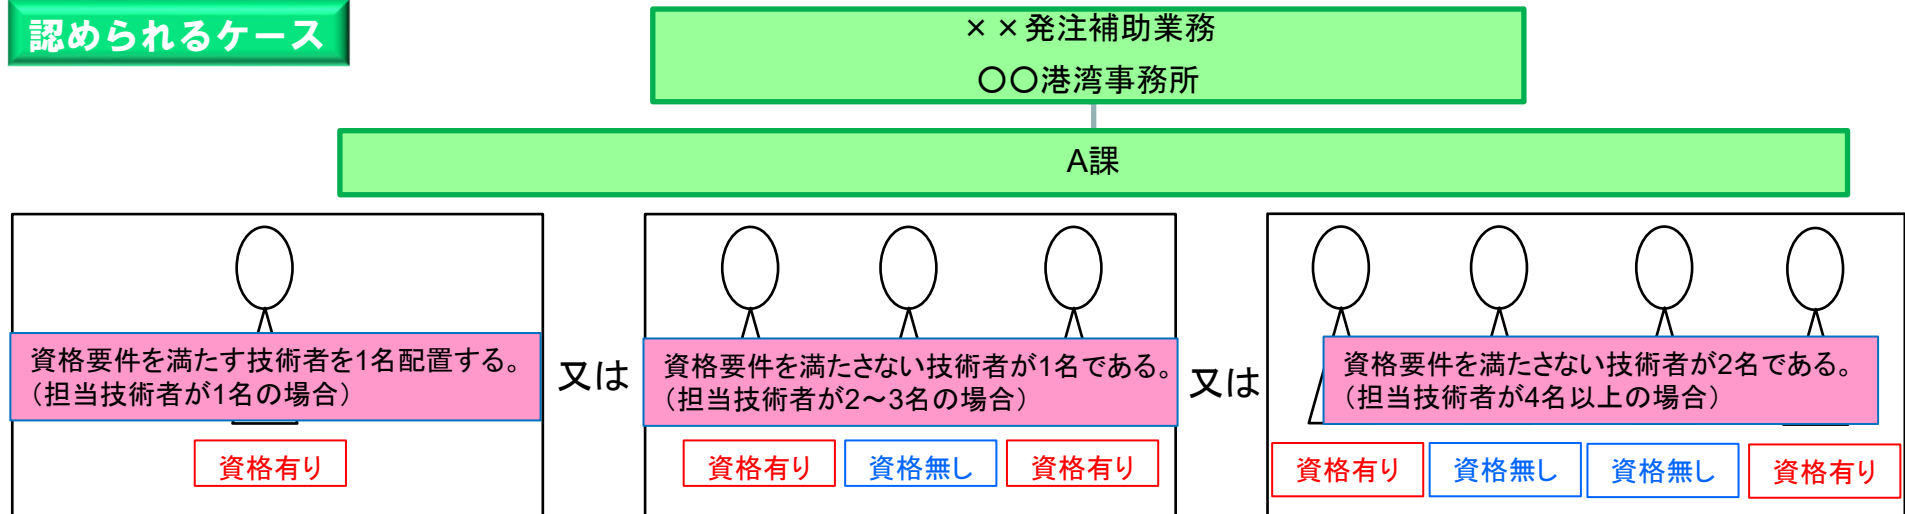 認められるケース
××発注補助業務
〇〇港湾事務所
A課
資格要件を満たす技術者を1名配置する。
（担当技術者が1名の場合）
資格有り
又は
資格要件を満たさない技術者が1名である。
（担当技術者が2～3名の場合）
資格有り
資格無し
資格有り
又は
資格要件を満たさない技術者が2名である。
（担当技術者が4名以上の場合）
資格有り
資格無し
資格無し
資格有り